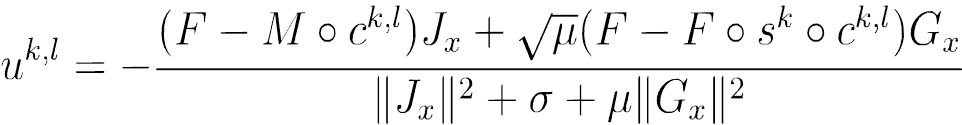 u^{k,l} = -\frac{(F - M \circ c^{k,l})J_x + \sqrt{\mu}(F - F \circ s^k \circ c^{k,l})G_x}{\|J_x\|^2 + \sigma + \mu\|G_x\|^2}